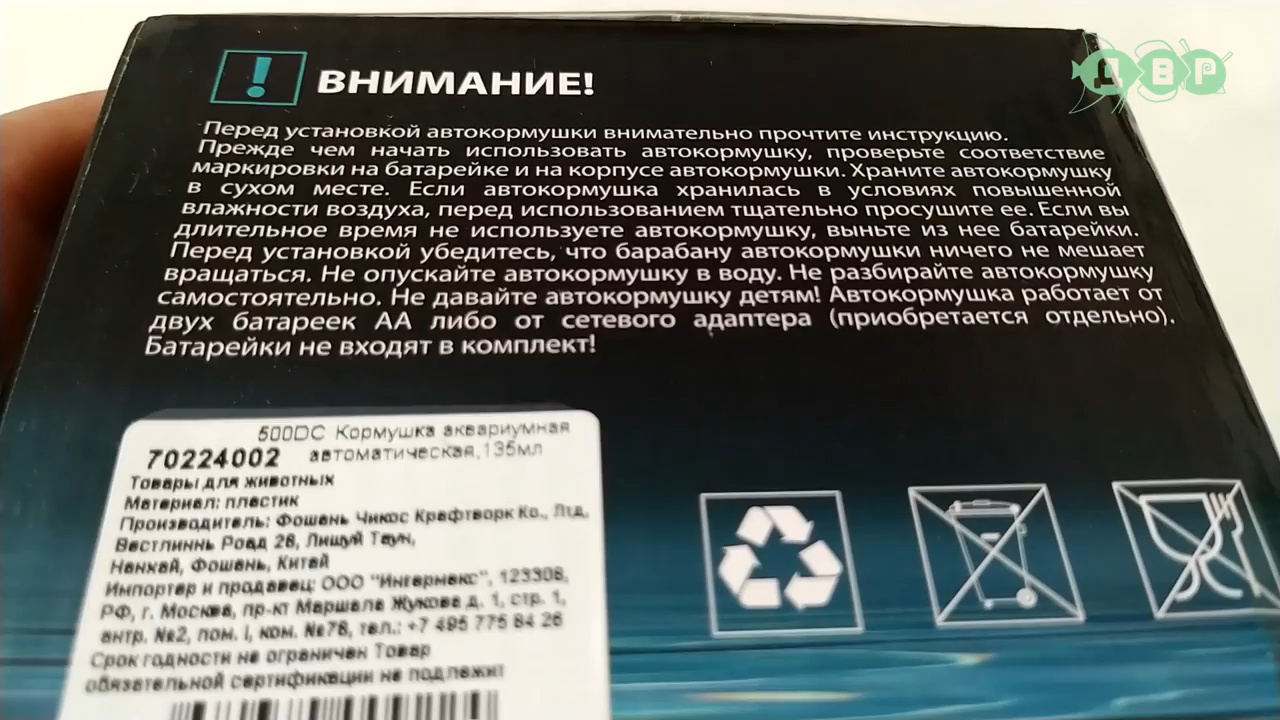 ДВР
!
ВНИМАНИЕ!
Перед установкой автокормушки внимательно прочтите инструкцию.
Прежде чем начать использовать автокормушку, проверьте соответствие
маркировки на батарейке и на корпусе автокормушки. Храните автокормушку
в сухом месте. Если автокормушка хранилась в условиях повышенной
влажности воздуха, перед использованием тщательно просушите ее. Если вы
длительное время не используете автокормушку, выньте из нее батарейки.
Перед установкой убедитесь, что барабану автокормушки ничего не мешает
вращаться. Не опускайте автокормушку в воду. Не разбирайте автокормушку
самостоятельно. Не давайте автокормушку детям! Автокормушка работает от
двух батареек АА либо от сетевого адаптера (приобретается отдельно).
Батарейки не входят в комплект!
500DC Кормушка аквариумная
70224002 автоматическая,135мл
Товары для животных
Материал: пластик
Производитель: Фошань Чикос Крафтворк Ко., Лтд,
Вестлиннь Роад 28, Лишуй Таун,
Нанхай, Фошань, Китай
Импортер и продавец: ООО "Интермакс", 123308,
РФ, г. Москва, пр-кт Маршала Жукова д. 1, стр. 1,
антр. №2, пом. I, ком. №78, тел.: +7 495 775 84 26
Срок годности не ограничен Товар
обязательной сертификации не подлежит